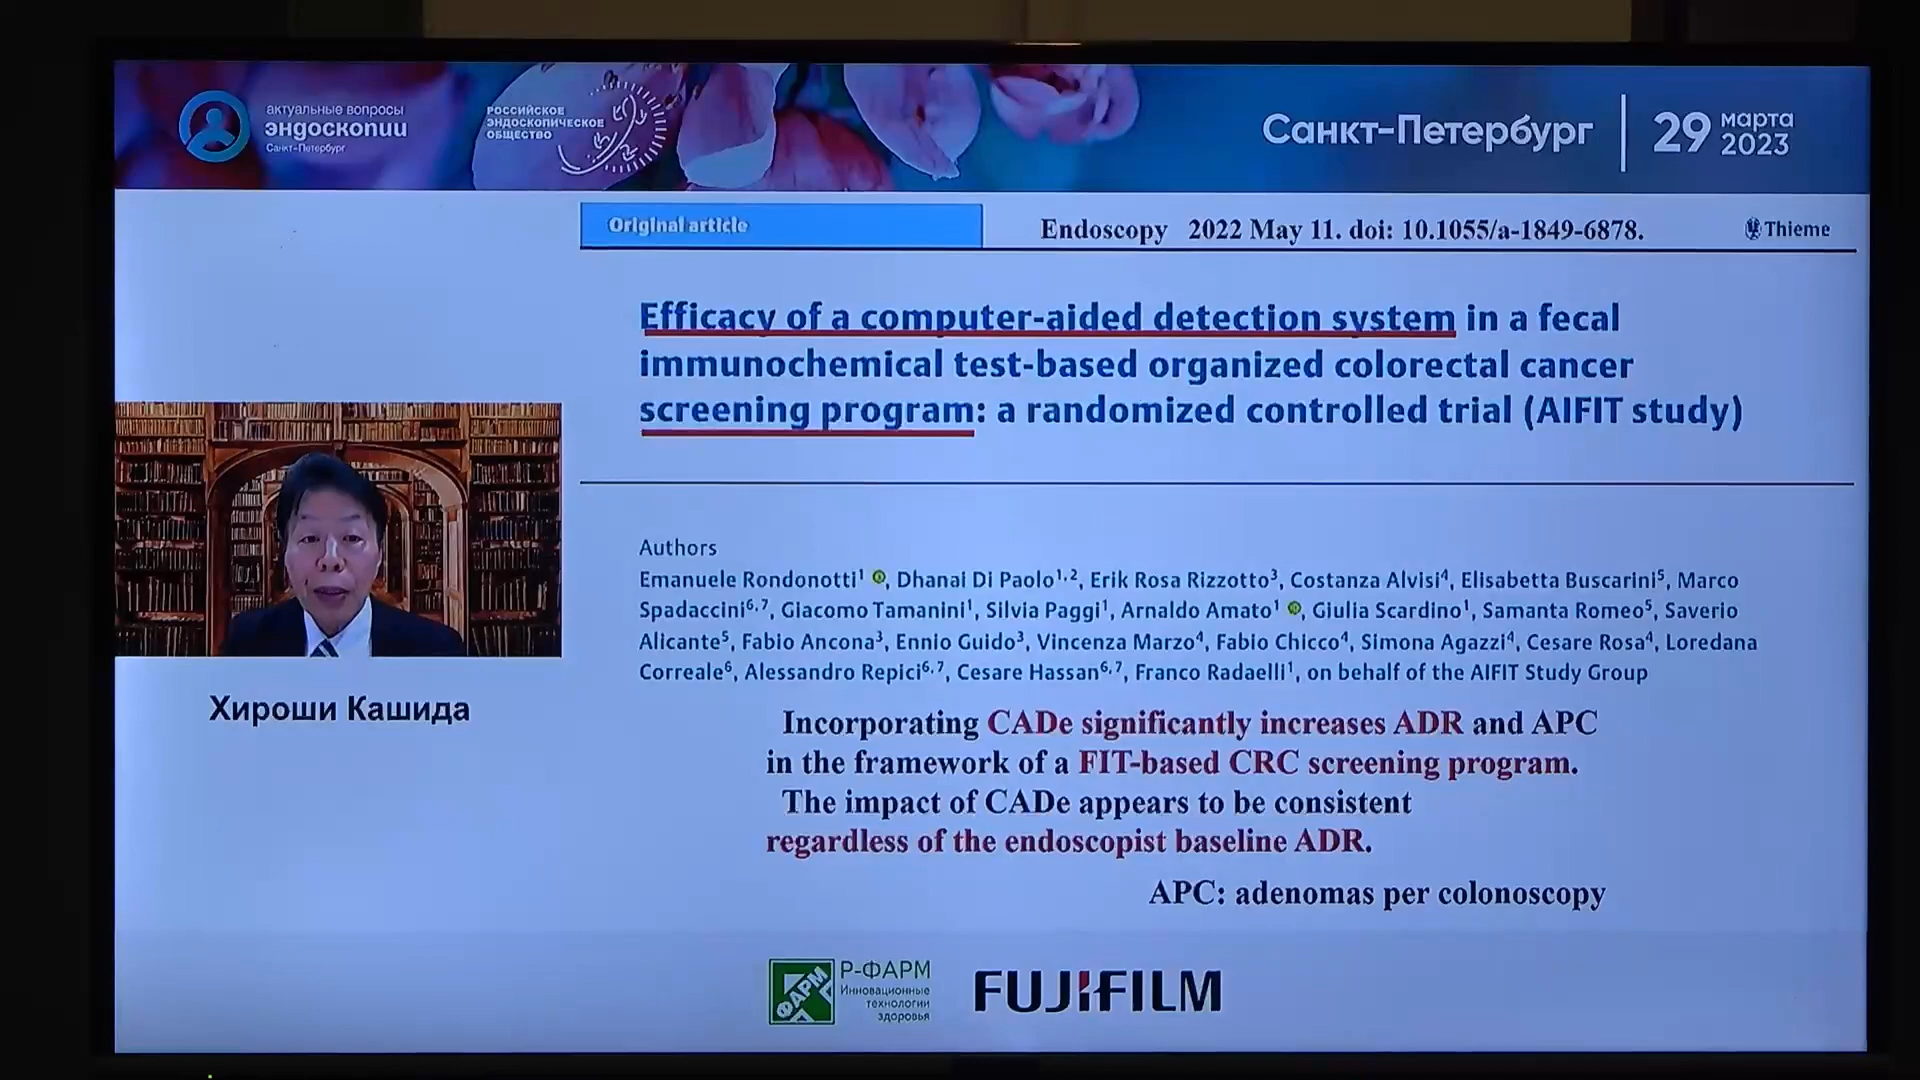 актуальные вопросы
эндоскопии
Санкт-Петербург
РОССИЙСКОЕ
ЭНДОСКОПИЧЕСКОЕ
ОБЩЕСТВО
Санкт-Петербург
29 марта
2023
Original article
Endoscopy 2022 May 11. doi: 10.1055/a-1849-6878.
Thieme
Efficacy of a computer-aided detection system in a fecal
immunochemical test-based organized colorectal cancer
screening program: a randomized controlled trial (AIFIT study)
Authors
Emanuele Rondonotti¹, Dhanai Di Paolo¹·², Erik Rosa Rizzotto³, Costanza Alvisi⁴, Elisabetta Buscarini⁵, Marco
Spadaccini⁶·⁷, Giacomo Tamanini¹, Silvia Paggi¹, Arnaldo Amato¹, Giulia Scardino¹, Samanta Romeo⁵, Saverio
Alicante⁵, Fabio Ancona³, Ennio Guido³, Vincenza Marzo⁴, Fabio Chicco⁴, Simona Agazzi⁴, Cesare Rosa⁴, Loredana
Correale⁶, Alessandro Repici⁶·⁷, Cesare Hassan⁶·⁷, Franco Radaelli¹, on behalf of the AIFIT Study Group
Хироши Кашида
Incorporating CADe significantly increases ADR and APC
in the framework of a FIT-based CRC screening program.
The impact of CADe appears to be consistent
regardless of the endoscopist baseline ADR.
APC: adenomas per colonoscopy
ФАРМ
Р-ФАРМ
Инновационные
технологии
здоровья
FUJIFILM